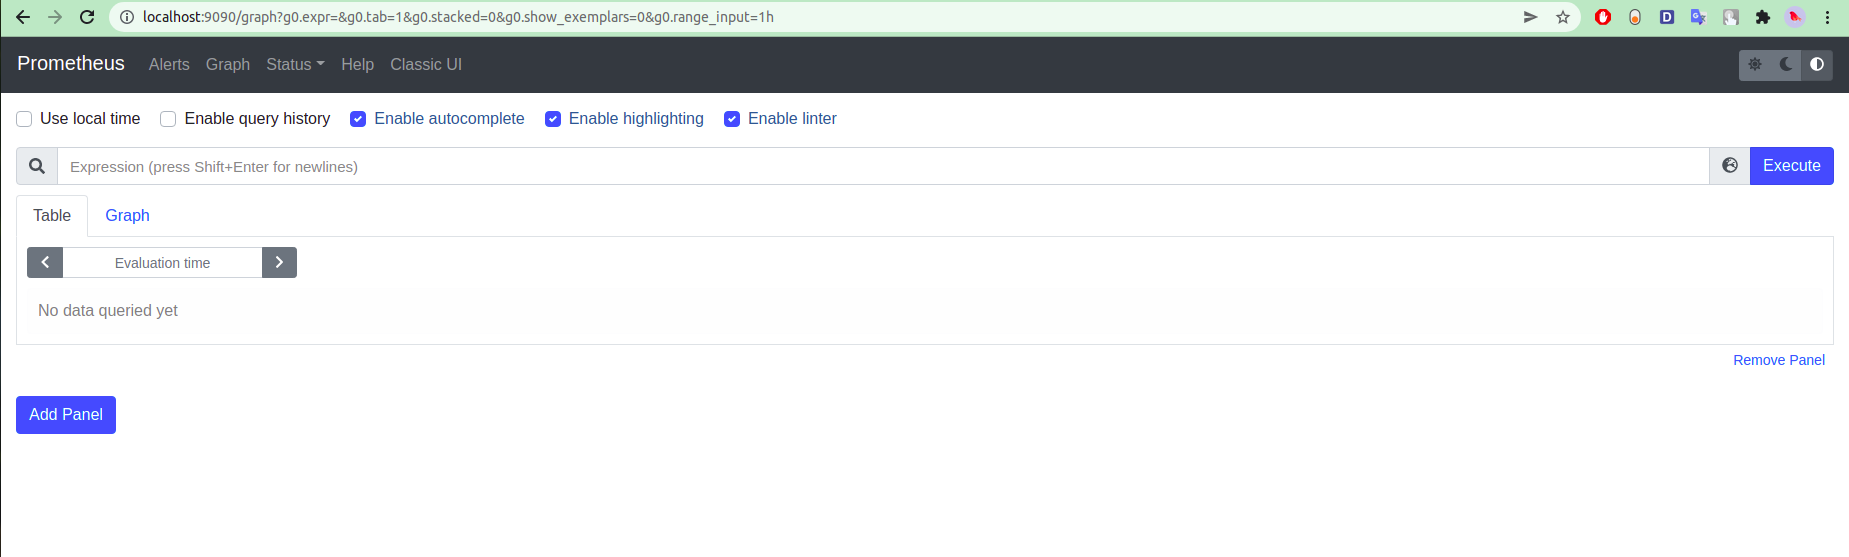 localhost:9090/graph?g0.expr=&g0.tab=1&g0.stacked=0&g0.show_exemplars=0&g0.range_input=1h
Prometheus Alerts Graph Status Help Classic UI
Use local time Enable query history Enable autocomplete Enable highlighting Enable linter
Expression (press Shift+Enter for newlines) Execute
Table Graph
Evaluation time
No data queried yet
Remove Panel
Add Panel